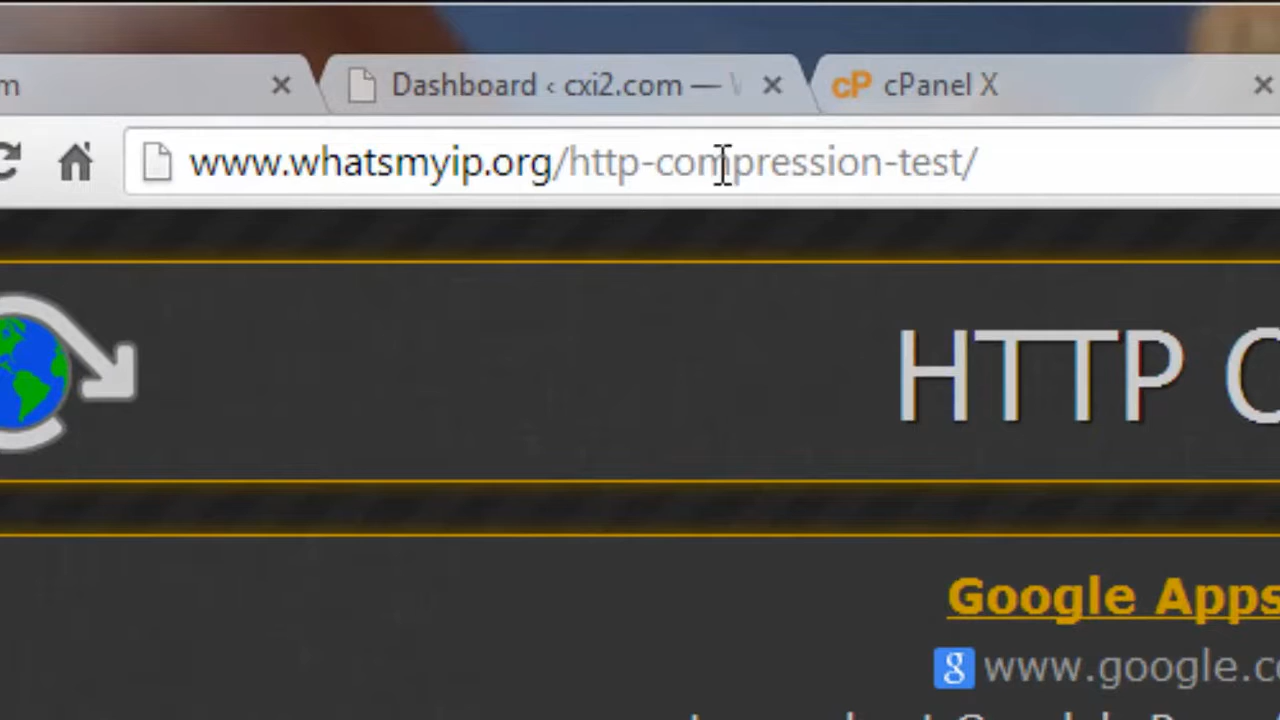 m
Dashboard ‹ cxi2.com —
cP cPanel X
www.whatsmyip.org/http-compression-test/
HTTP
Google Apps
g www.google.c